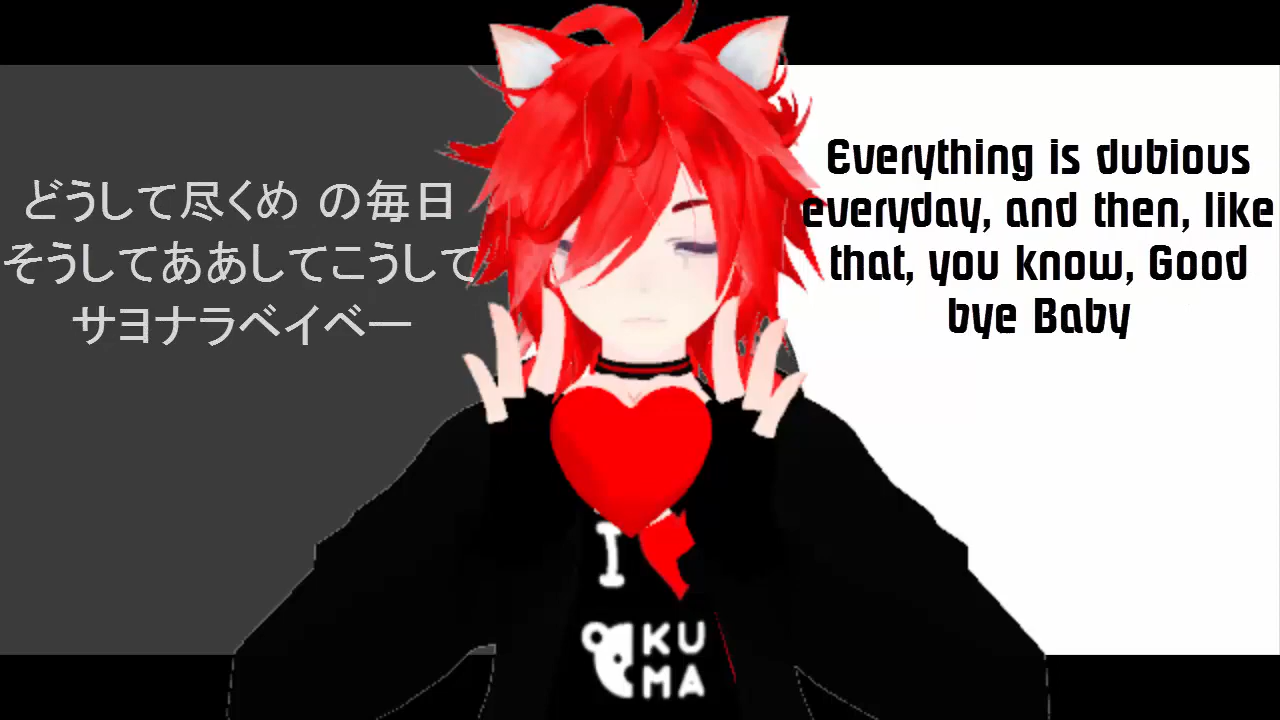 どうして尽くめ の毎日
そうしてああしてこうして
サヨナラベイベー
Everything is dubious
everyday, and then, like
that, you know, Good
bye Baby
I
KU
MA